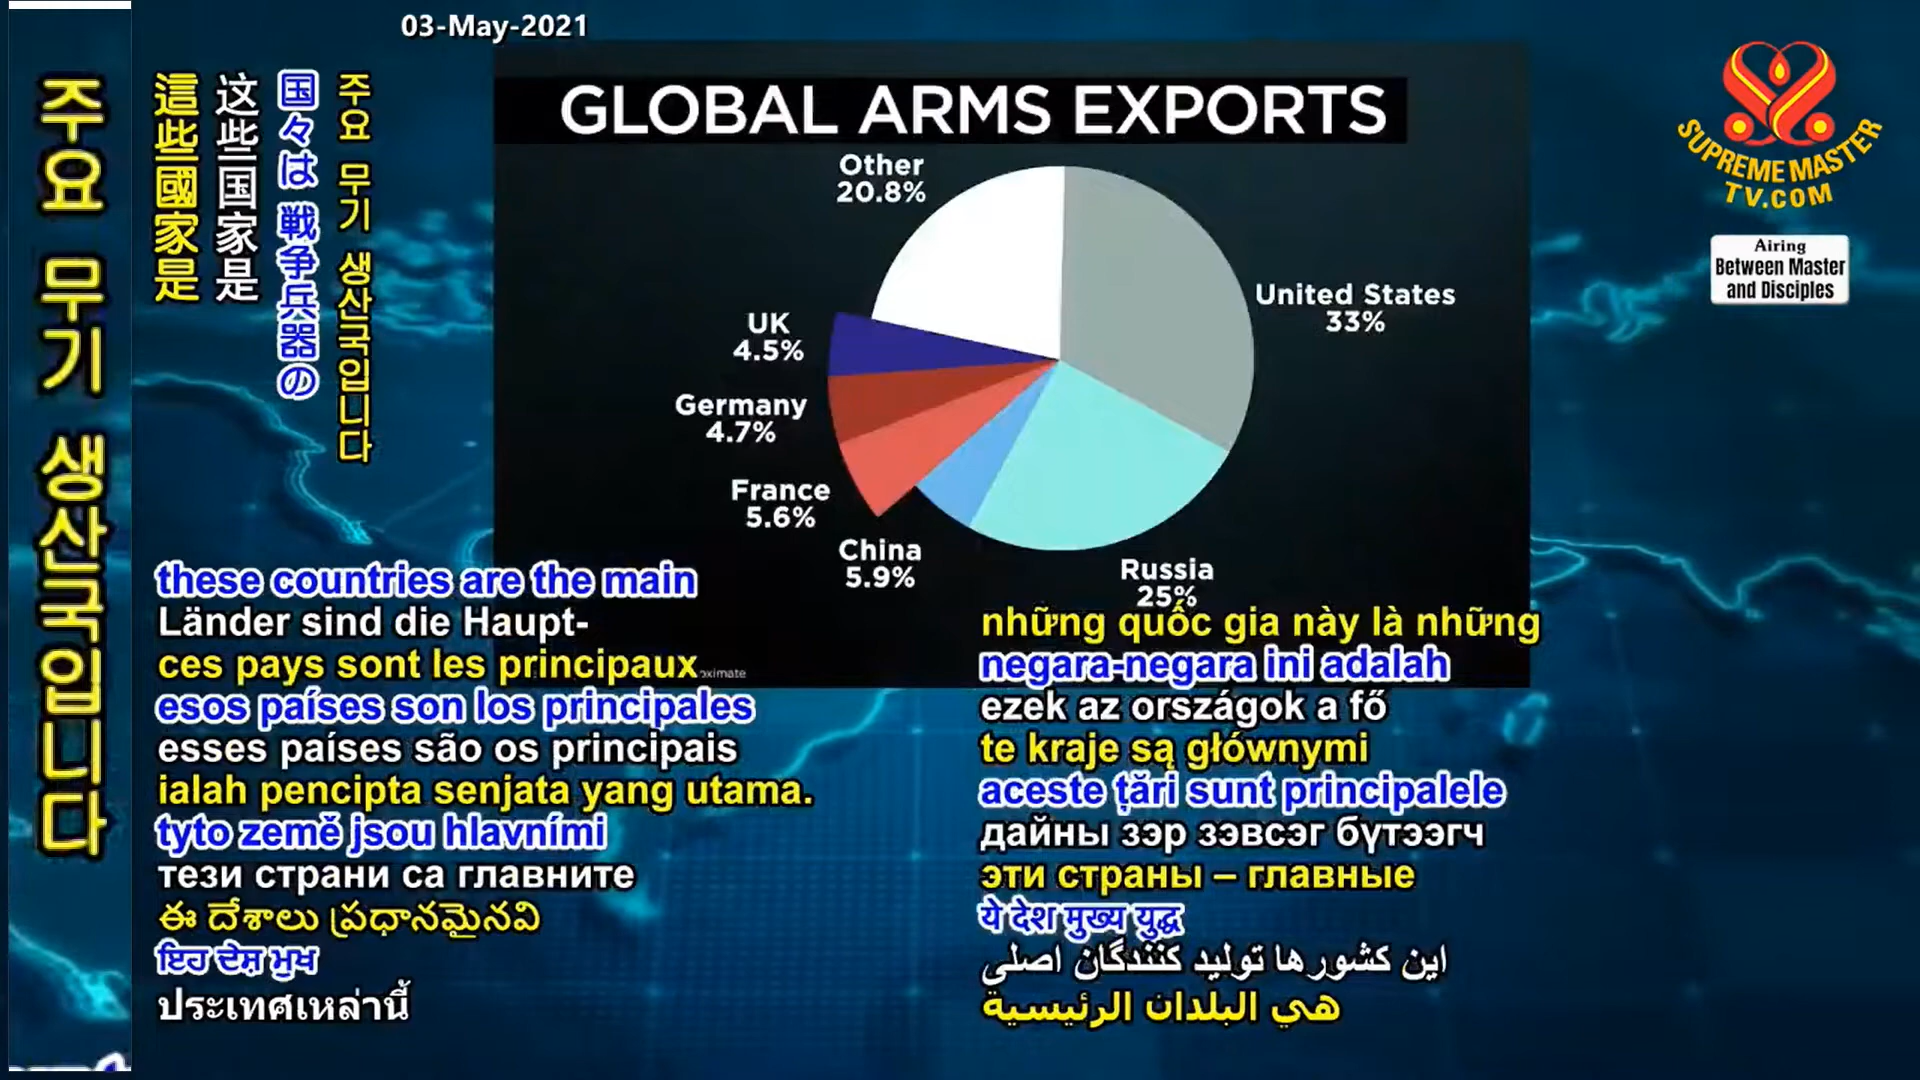 03-May-2021
주요 무기 생산국입니다
這些國家是
这些国家是
国々は 戦争兵器の
주요 무기 생산국입니다
GLOBAL ARMS EXPORTS
Other
20.8%
United States
33%
UK
4.5%
Germany
4.7%
France
5.6%
China
5.9%
Russia
25%
SUPREME MASTER
TV.COM
Airing
Between Master
and Disciples
these countries are the main
Länder sind die Haupt-
ces pays sont les principaux
esos países son los principales
esses países são os principais
ialah pencipta senjata yang utama.
tyto země jsou hlavními
тези страни са главните
ఈ దేశాలు ప్రధానమైనవి
ਇਹ ਦੇਸ਼ ਮੁਖ
ประเทศเหล่านี้
những quốc gia này là những
negara-negara ini adalah
ezek az országok a fő
te kraje są głównymi
aceste țări sunt principalele
дайны зэр зэвсэг бүтээгч
эти страны – главные
ये देश मुख्य युद्ध
این کشورها تولید کنندگان اصلی
هي البلدان الرئيسية